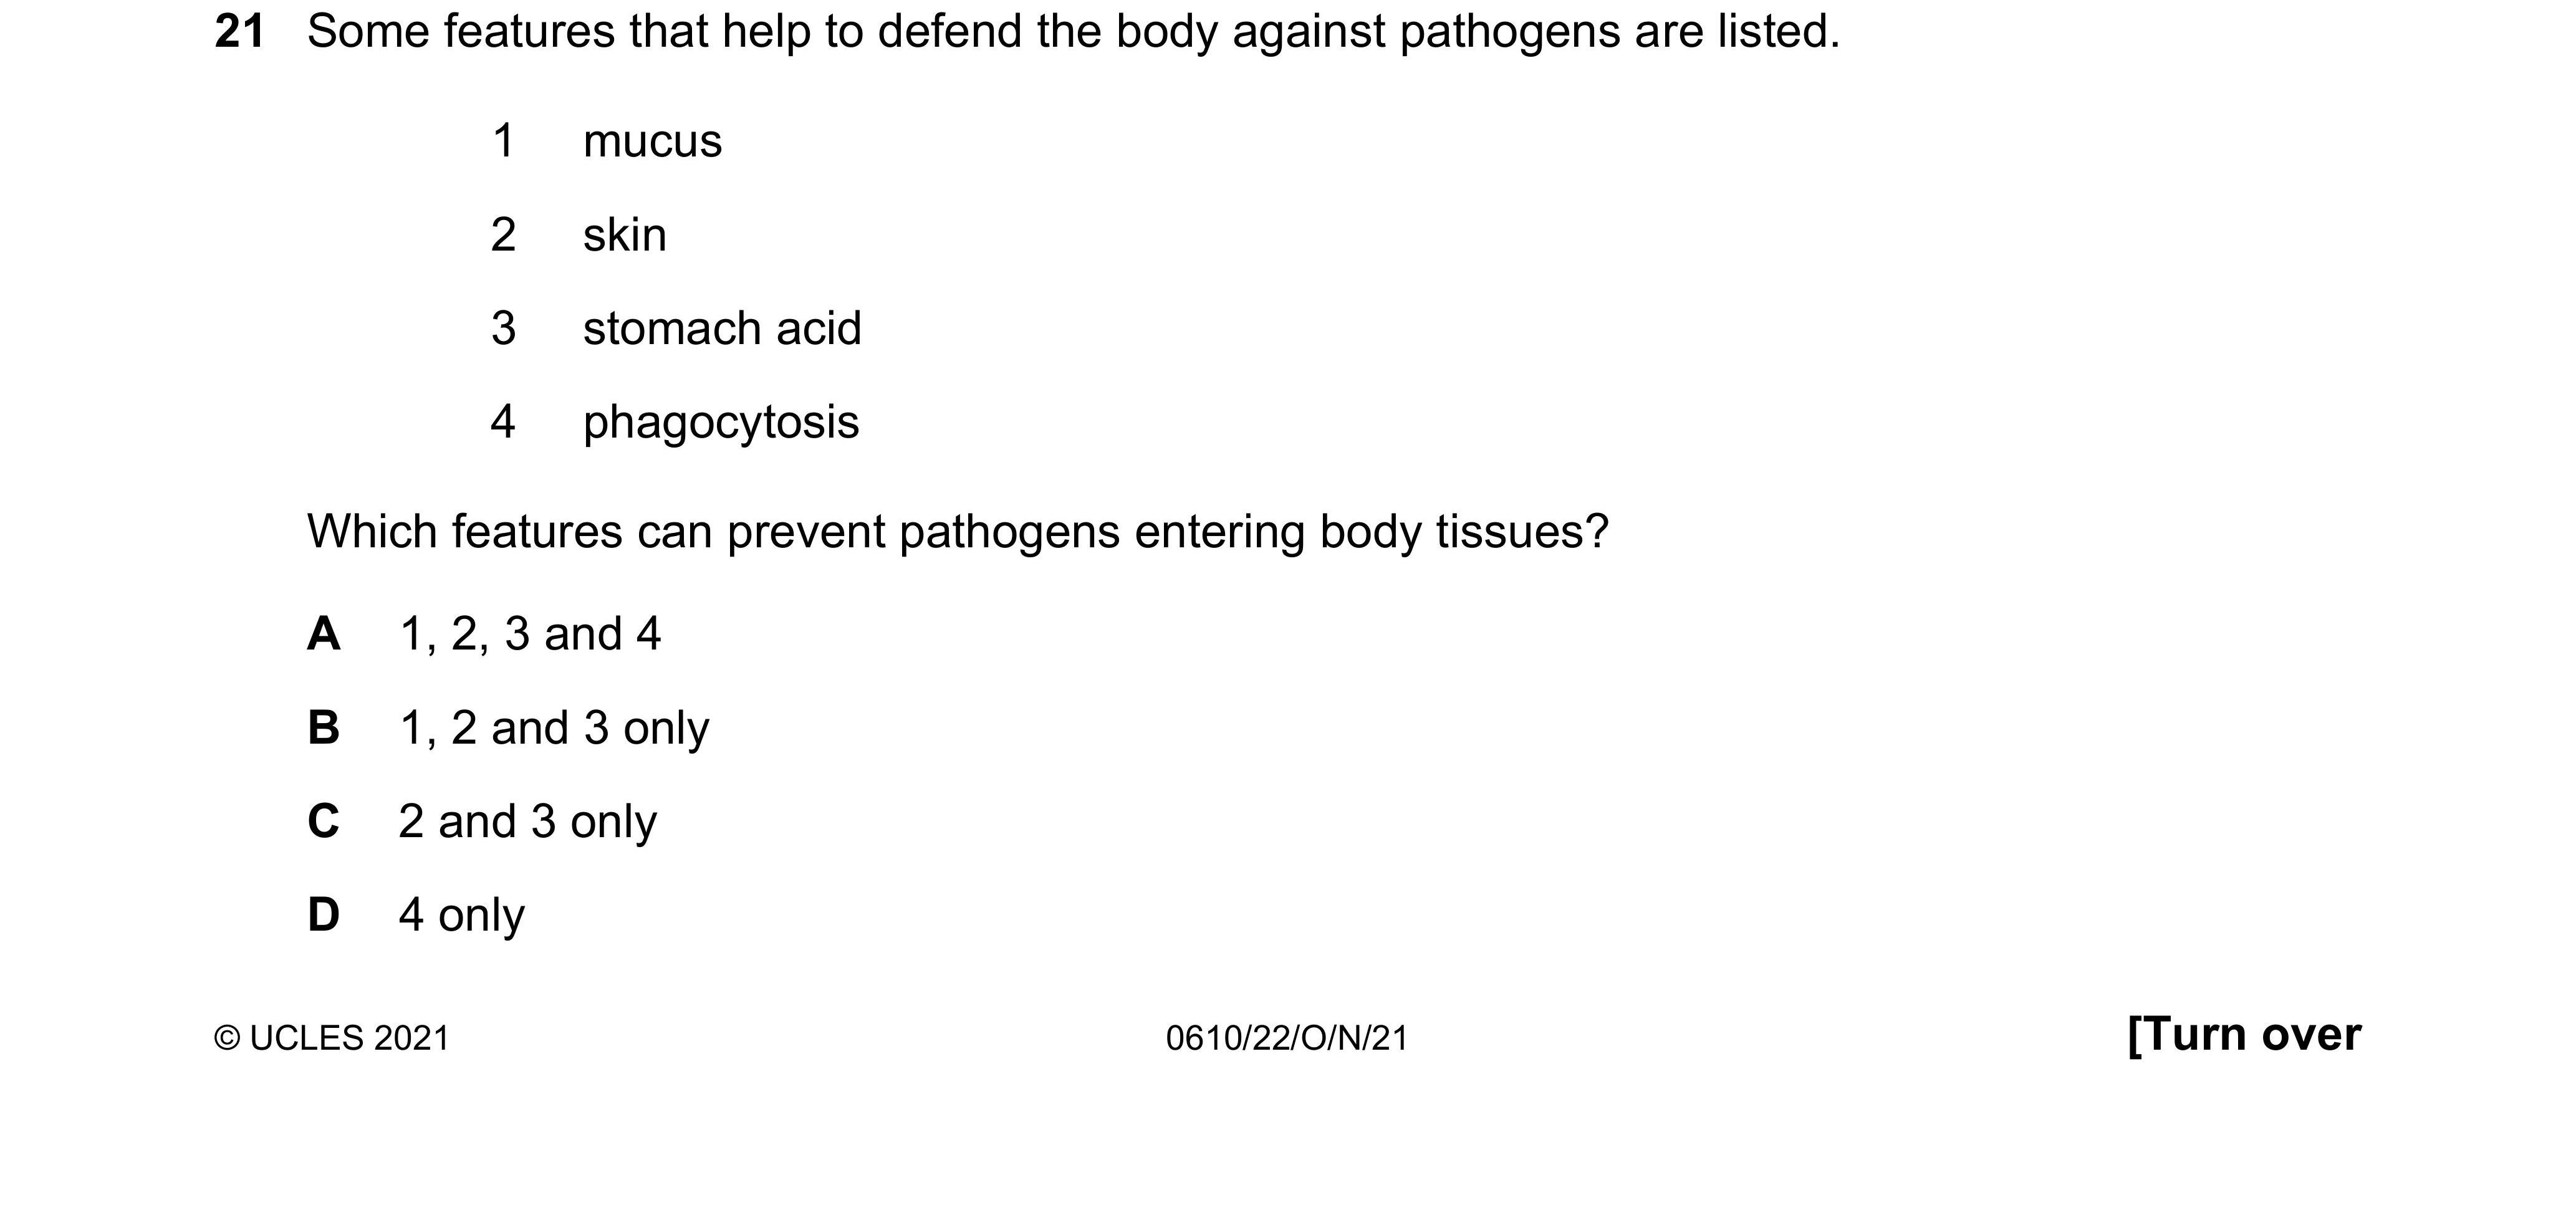 21 Some features that help to defend the body against pathogens are listed.
1 mucus
2 skin
3 stomach acid
4 phagocytosis
Which features can prevent pathogens entering body tissues?
A 1, 2, 3 and 4
B 1, 2 and 3 only
C 2 and 3 only
D 4 only
© UCLES 2021 0610/22/O/N/21 [Turn over